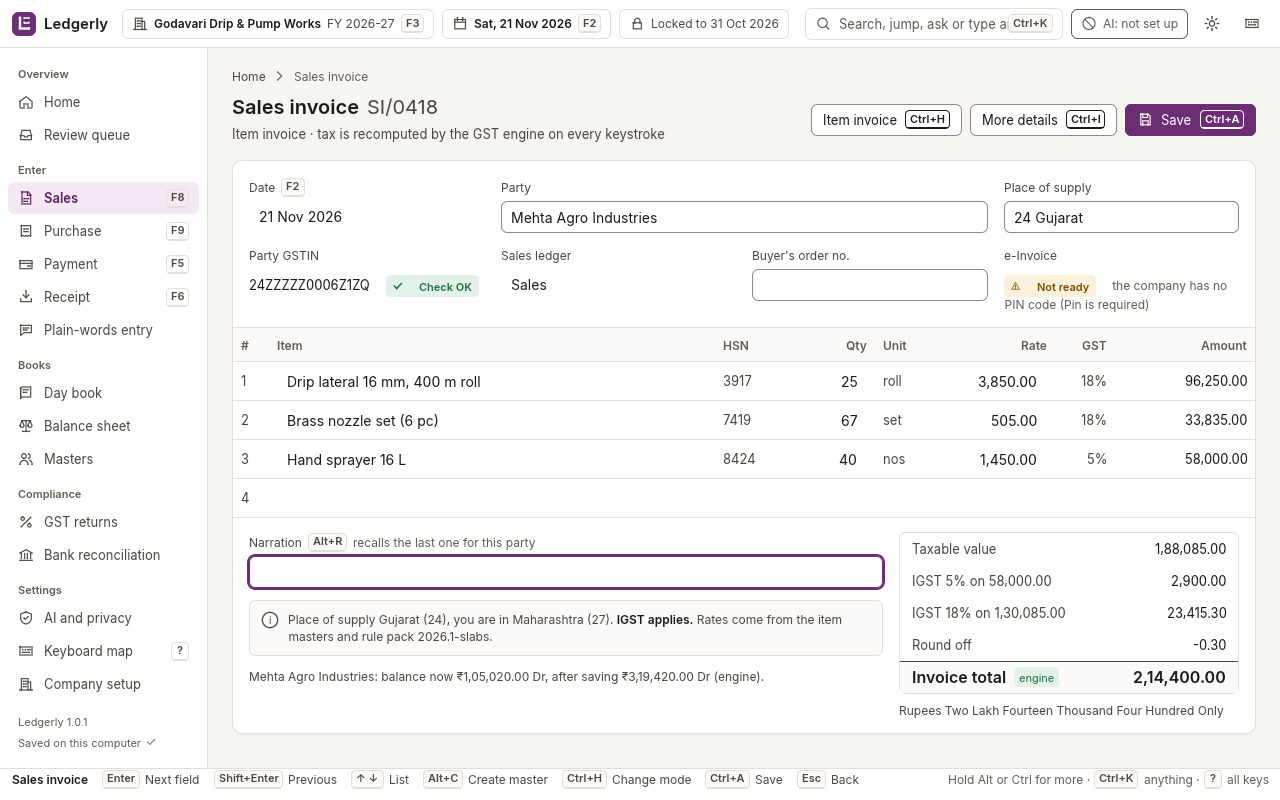 Ledgerly
Godavari Drip & Pump Works FY 2026-27 F3
Sat, 21 Nov 2026 F2
Locked to 31 Oct 2026
Search, jump, ask or type a Ctrl+K
AI: not set up
Overview
Home
Review queue
Enter
Sales F8
Purchase F9
Payment F5
Receipt F6
Plain-words entry
Books
Day book
Balance sheet
Masters
Compliance
GST returns
Bank reconciliation
Settings
AI and privacy
Keyboard map ?
Company setup
Ledgerly 1.0.1
Saved on this computer
Home Sales invoice
Sales invoice SI/0418
Item invoice · tax is recomputed by the GST engine on every keystroke
Item invoice Ctrl+H
More details Ctrl+I
Save Ctrl+A
Date F2
21 Nov 2026
Party
Mehta Agro Industries
Place of supply
24 Gujarat
Party GSTIN
24ZZZZZ0006Z1ZQ Check OK
Sales ledger
Sales
Buyer's order no.
e-Invoice
Not ready the company has no
PIN code (Pin is required)
# Item HSN Qty Unit Rate GST Amount
1 Drip lateral 16 mm, 400 m roll 3917 25 roll 3,850.00 18% 96,250.00
2 Brass nozzle set (6 pc) 7419 67 set 505.00 18% 33,835.00
3 Hand sprayer 16 L 8424 40 nos 1,450.00 5% 58,000.00
4
Narration Alt+R recalls the last one for this party
Place of supply Gujarat (24), you are in Maharashtra (27). IGST applies. Rates come from the item
masters and rule pack 2026.1-slabs.
Mehta Agro Industries: balance now ₹1,05,020.00 Dr, after saving ₹3,19,420.00 Dr (engine).
Taxable value 1,88,085.00
IGST 5% on 58,000.00 2,900.00
IGST 18% on 1,30,085.00 23,415.30
Round off -0.30
Invoice total engine 2,14,400.00
Rupees Two Lakh Fourteen Thousand Four Hundred Only
Sales invoice Enter Next field Shift+Enter Previous ↑ ↓ List Alt+C Create master Ctrl+H Change mode Ctrl+A Save Esc Back Hold Alt or Ctrl for more · Ctrl+K anything · ? all keys